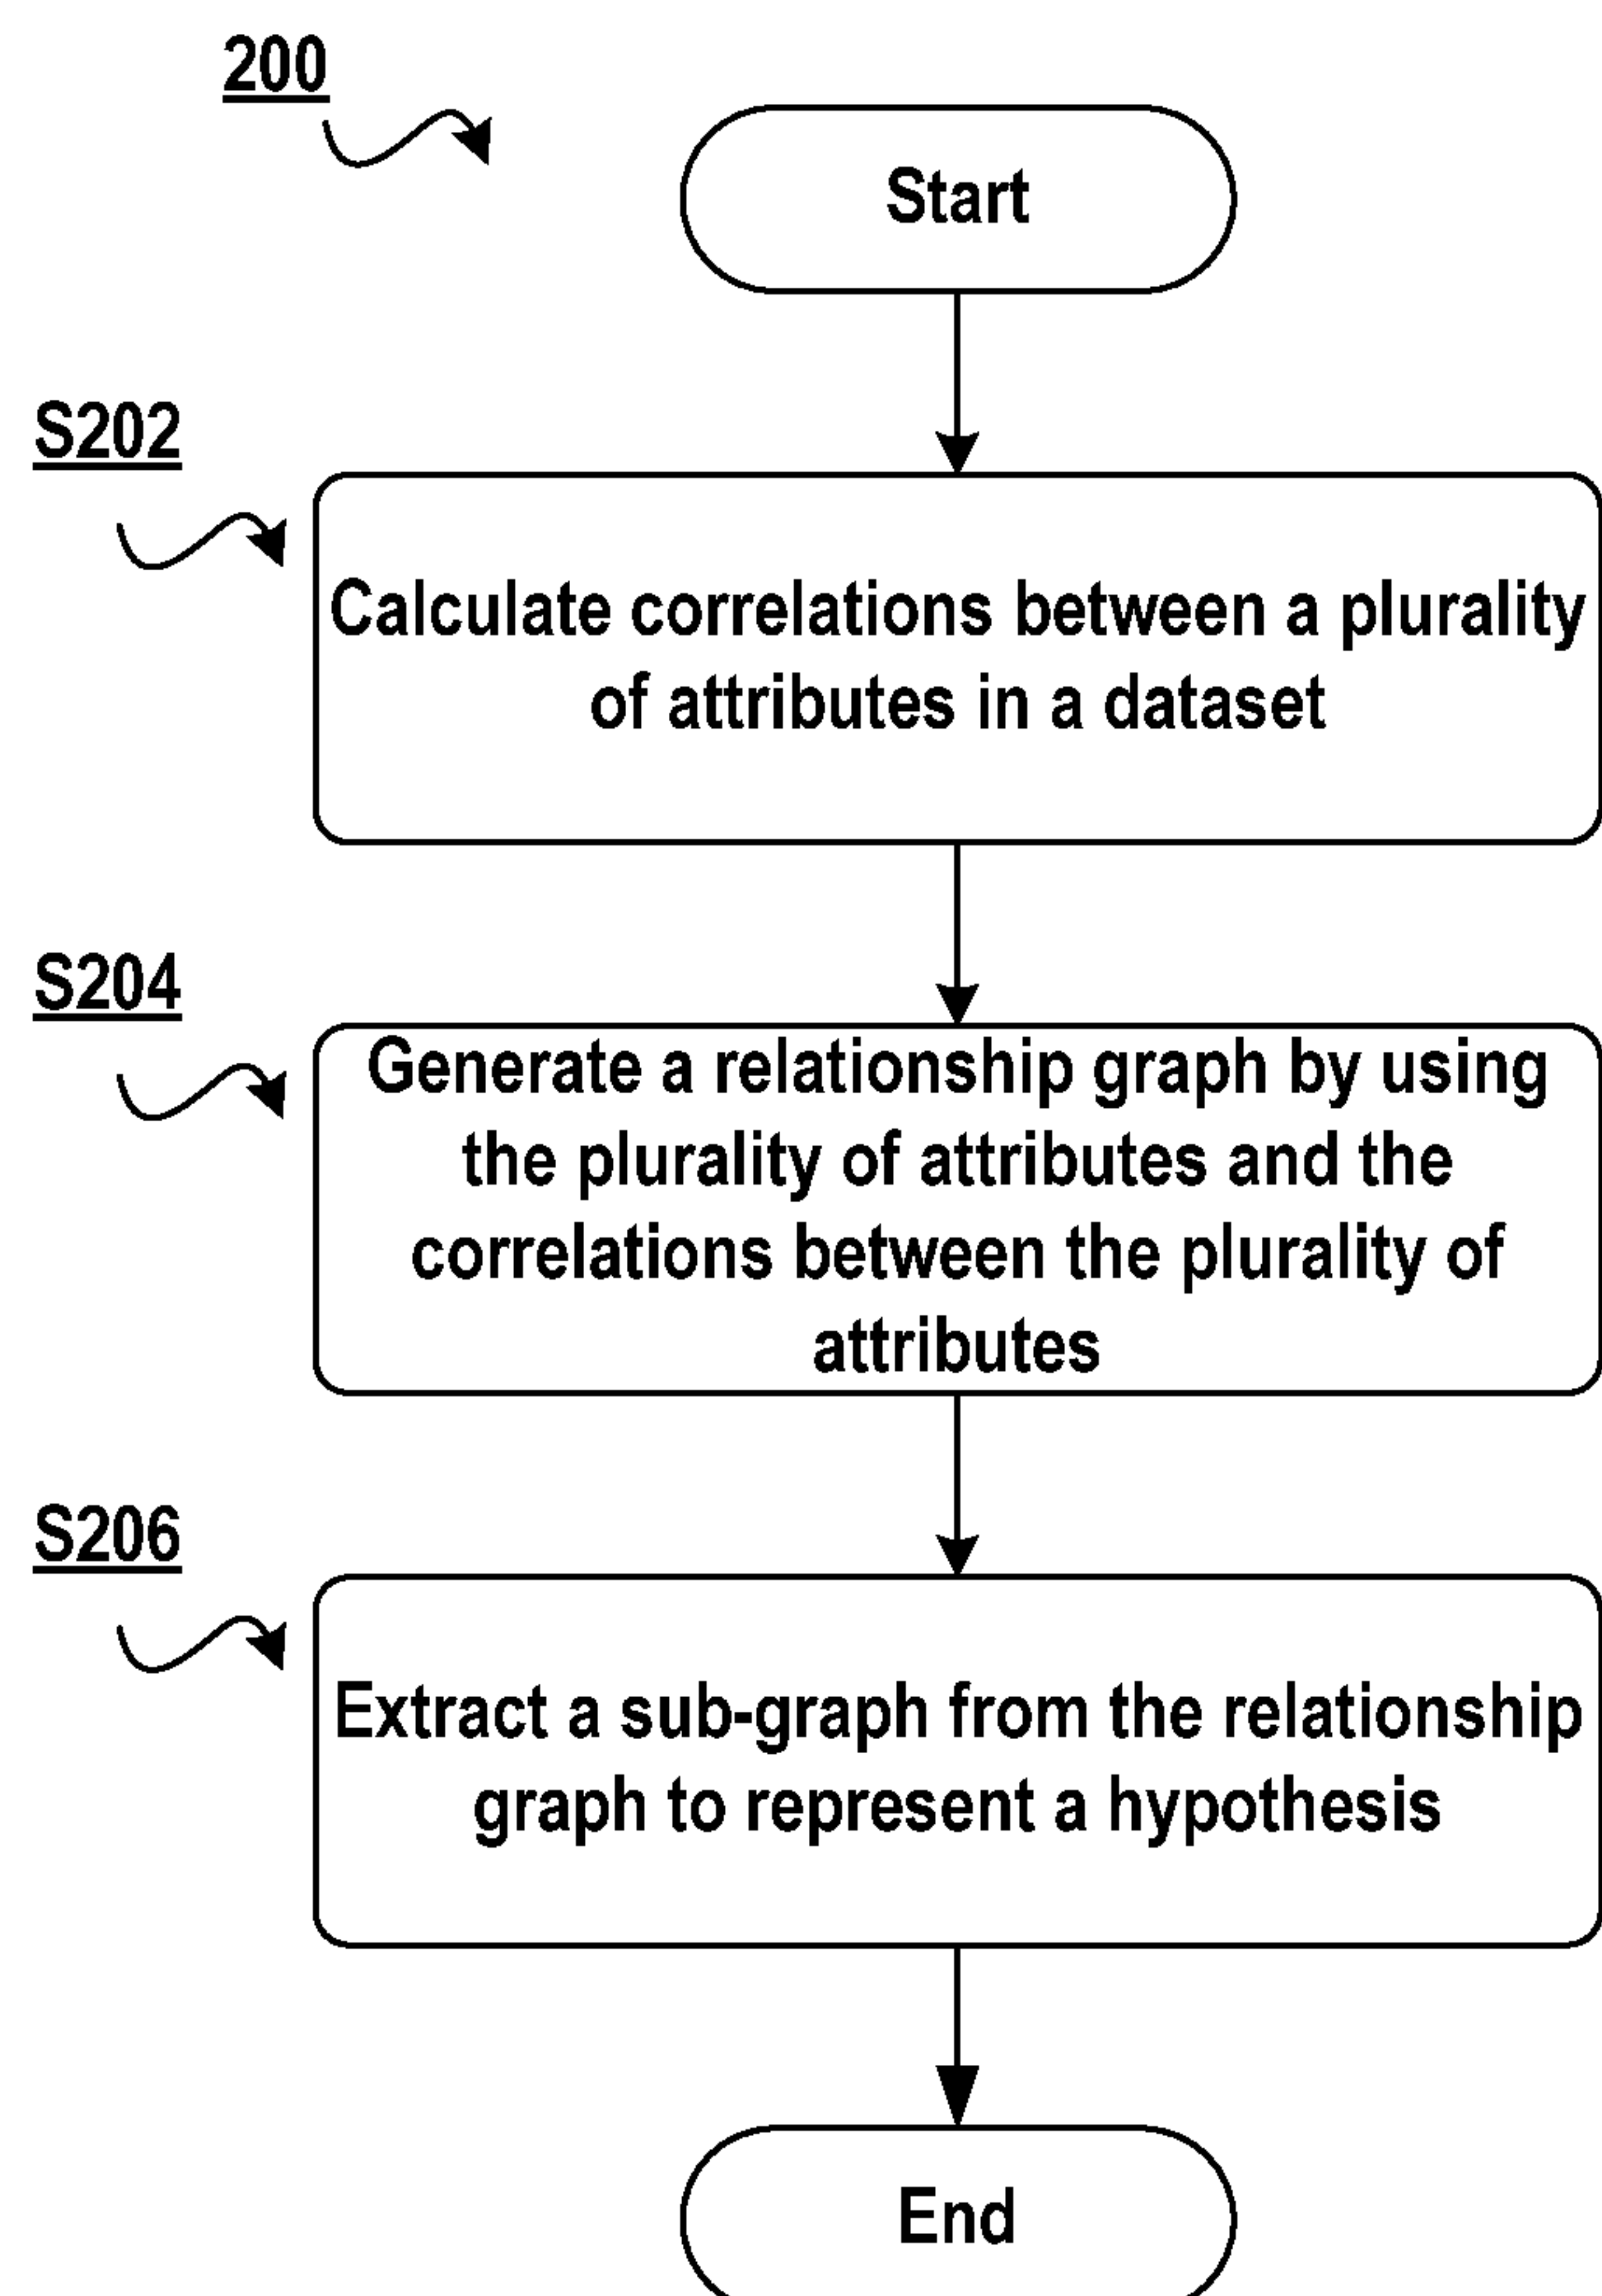 200
Start
S202
Calculate correlations between a plurality
of attributes in a dataset
S204
Generate a relationship graph by using
the plurality of attributes and the
correlations between the plurality of
attributes
S206
Extract a sub-graph from the relationship
graph to represent a hypothesis
End